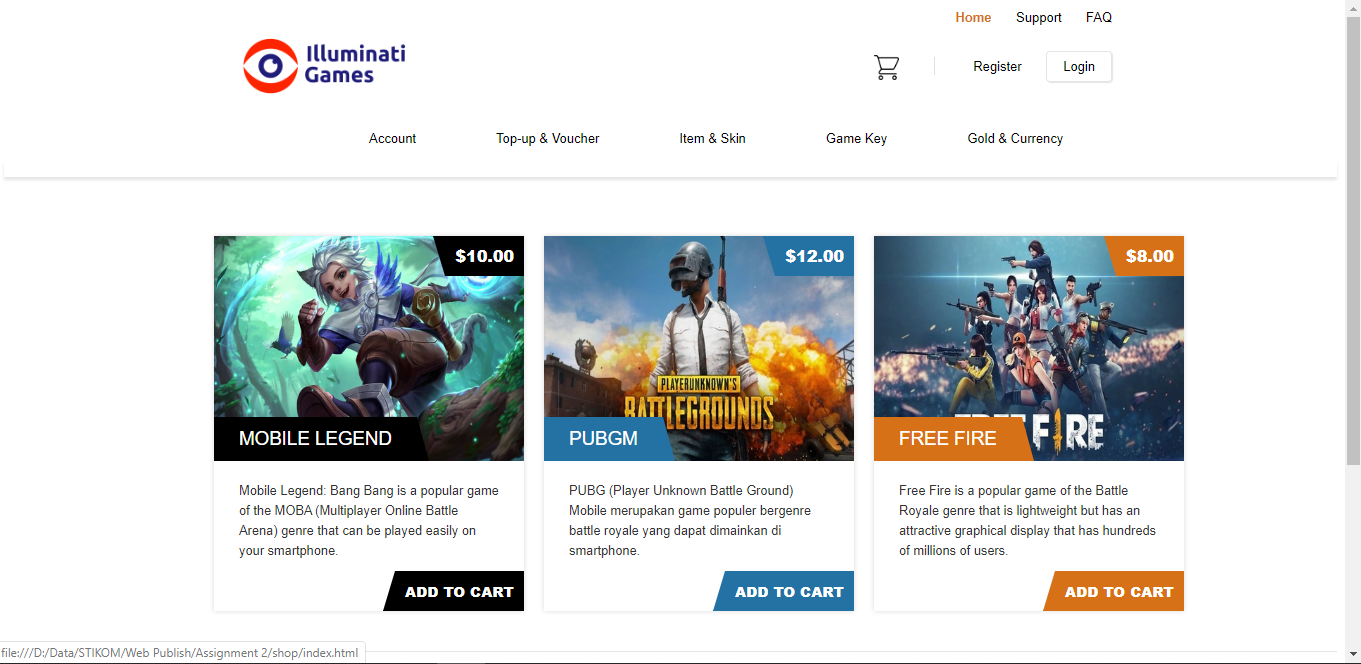 Home Support FAQ
Illuminati
Games
Register Login
Account Top-up & Voucher Item & Skin Game Key Gold & Currency
$10.00
MOBILE LEGEND
Mobile Legend: Bang Bang is a popular game
of the MOBA (Multiplayer Online Battle
Arena) genre that can be played easily on
your smartphone.
ADD TO CART
$12.00
PLAYERUNKNOWN'S
BATTLEGROUNDS
PUBGM
PUBG (Player Unknown Battle Ground)
Mobile merupakan game populer bergenre
battle royale yang dapat dimainkan di
smartphone.
ADD TO CART
$8.00
FREE FIRE
FREE FIRE
Free Fire is a popular game of the Battle
Royale genre that is lightweight but has an
attractive graphical display that has hundreds
of millions of users.
ADD TO CART
file:///D:/Data/STIKOM/Web Publish/Assignment 2/shop/index.html